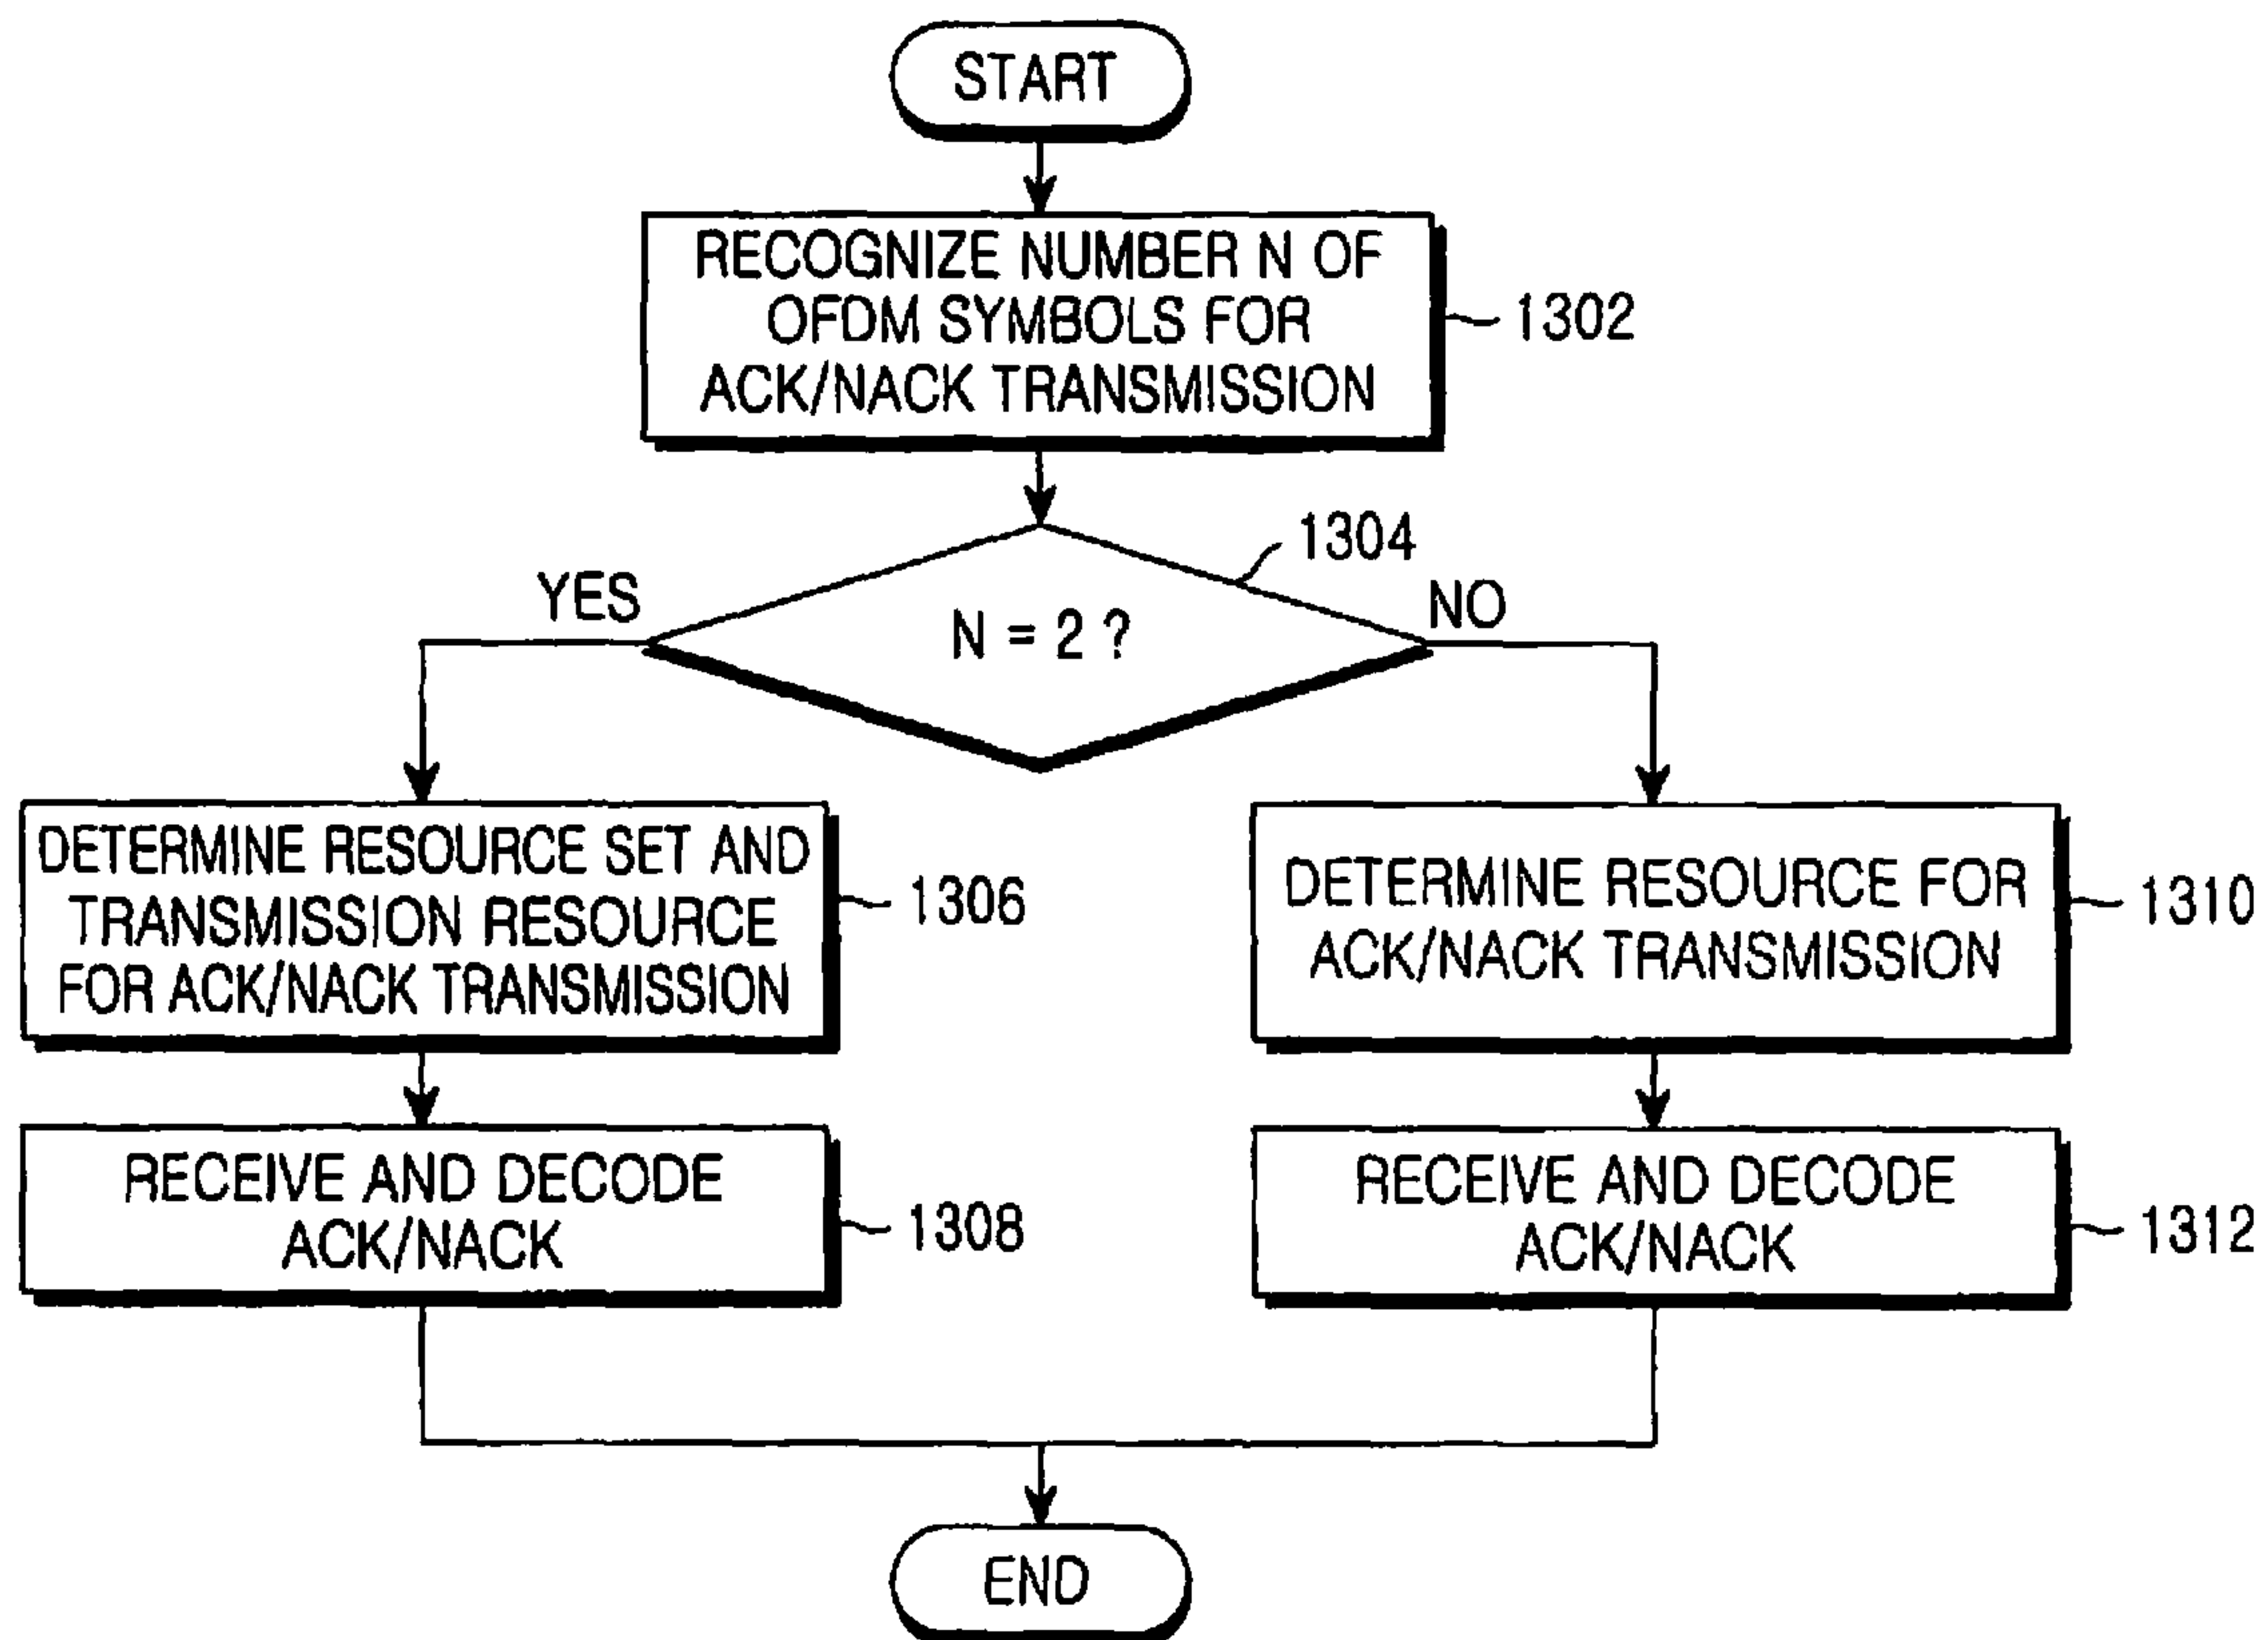 START
RECOGNIZE NUMBER N OF
OFDM SYMBOLS FOR
ACK/NACK TRANSMISSION
1302
1304
YES
N = 2 ?
NO
DETERMINE RESOURCE SET AND
TRANSMISSION RESOURCE
FOR ACK/NACK TRANSMISSION
1306
DETERMINE RESOURCE FOR
ACK/NACK TRANSMISSION
1310
RECEIVE AND DECODE
ACK/NACK
1308
RECEIVE AND DECODE
ACK/NACK
1312
END